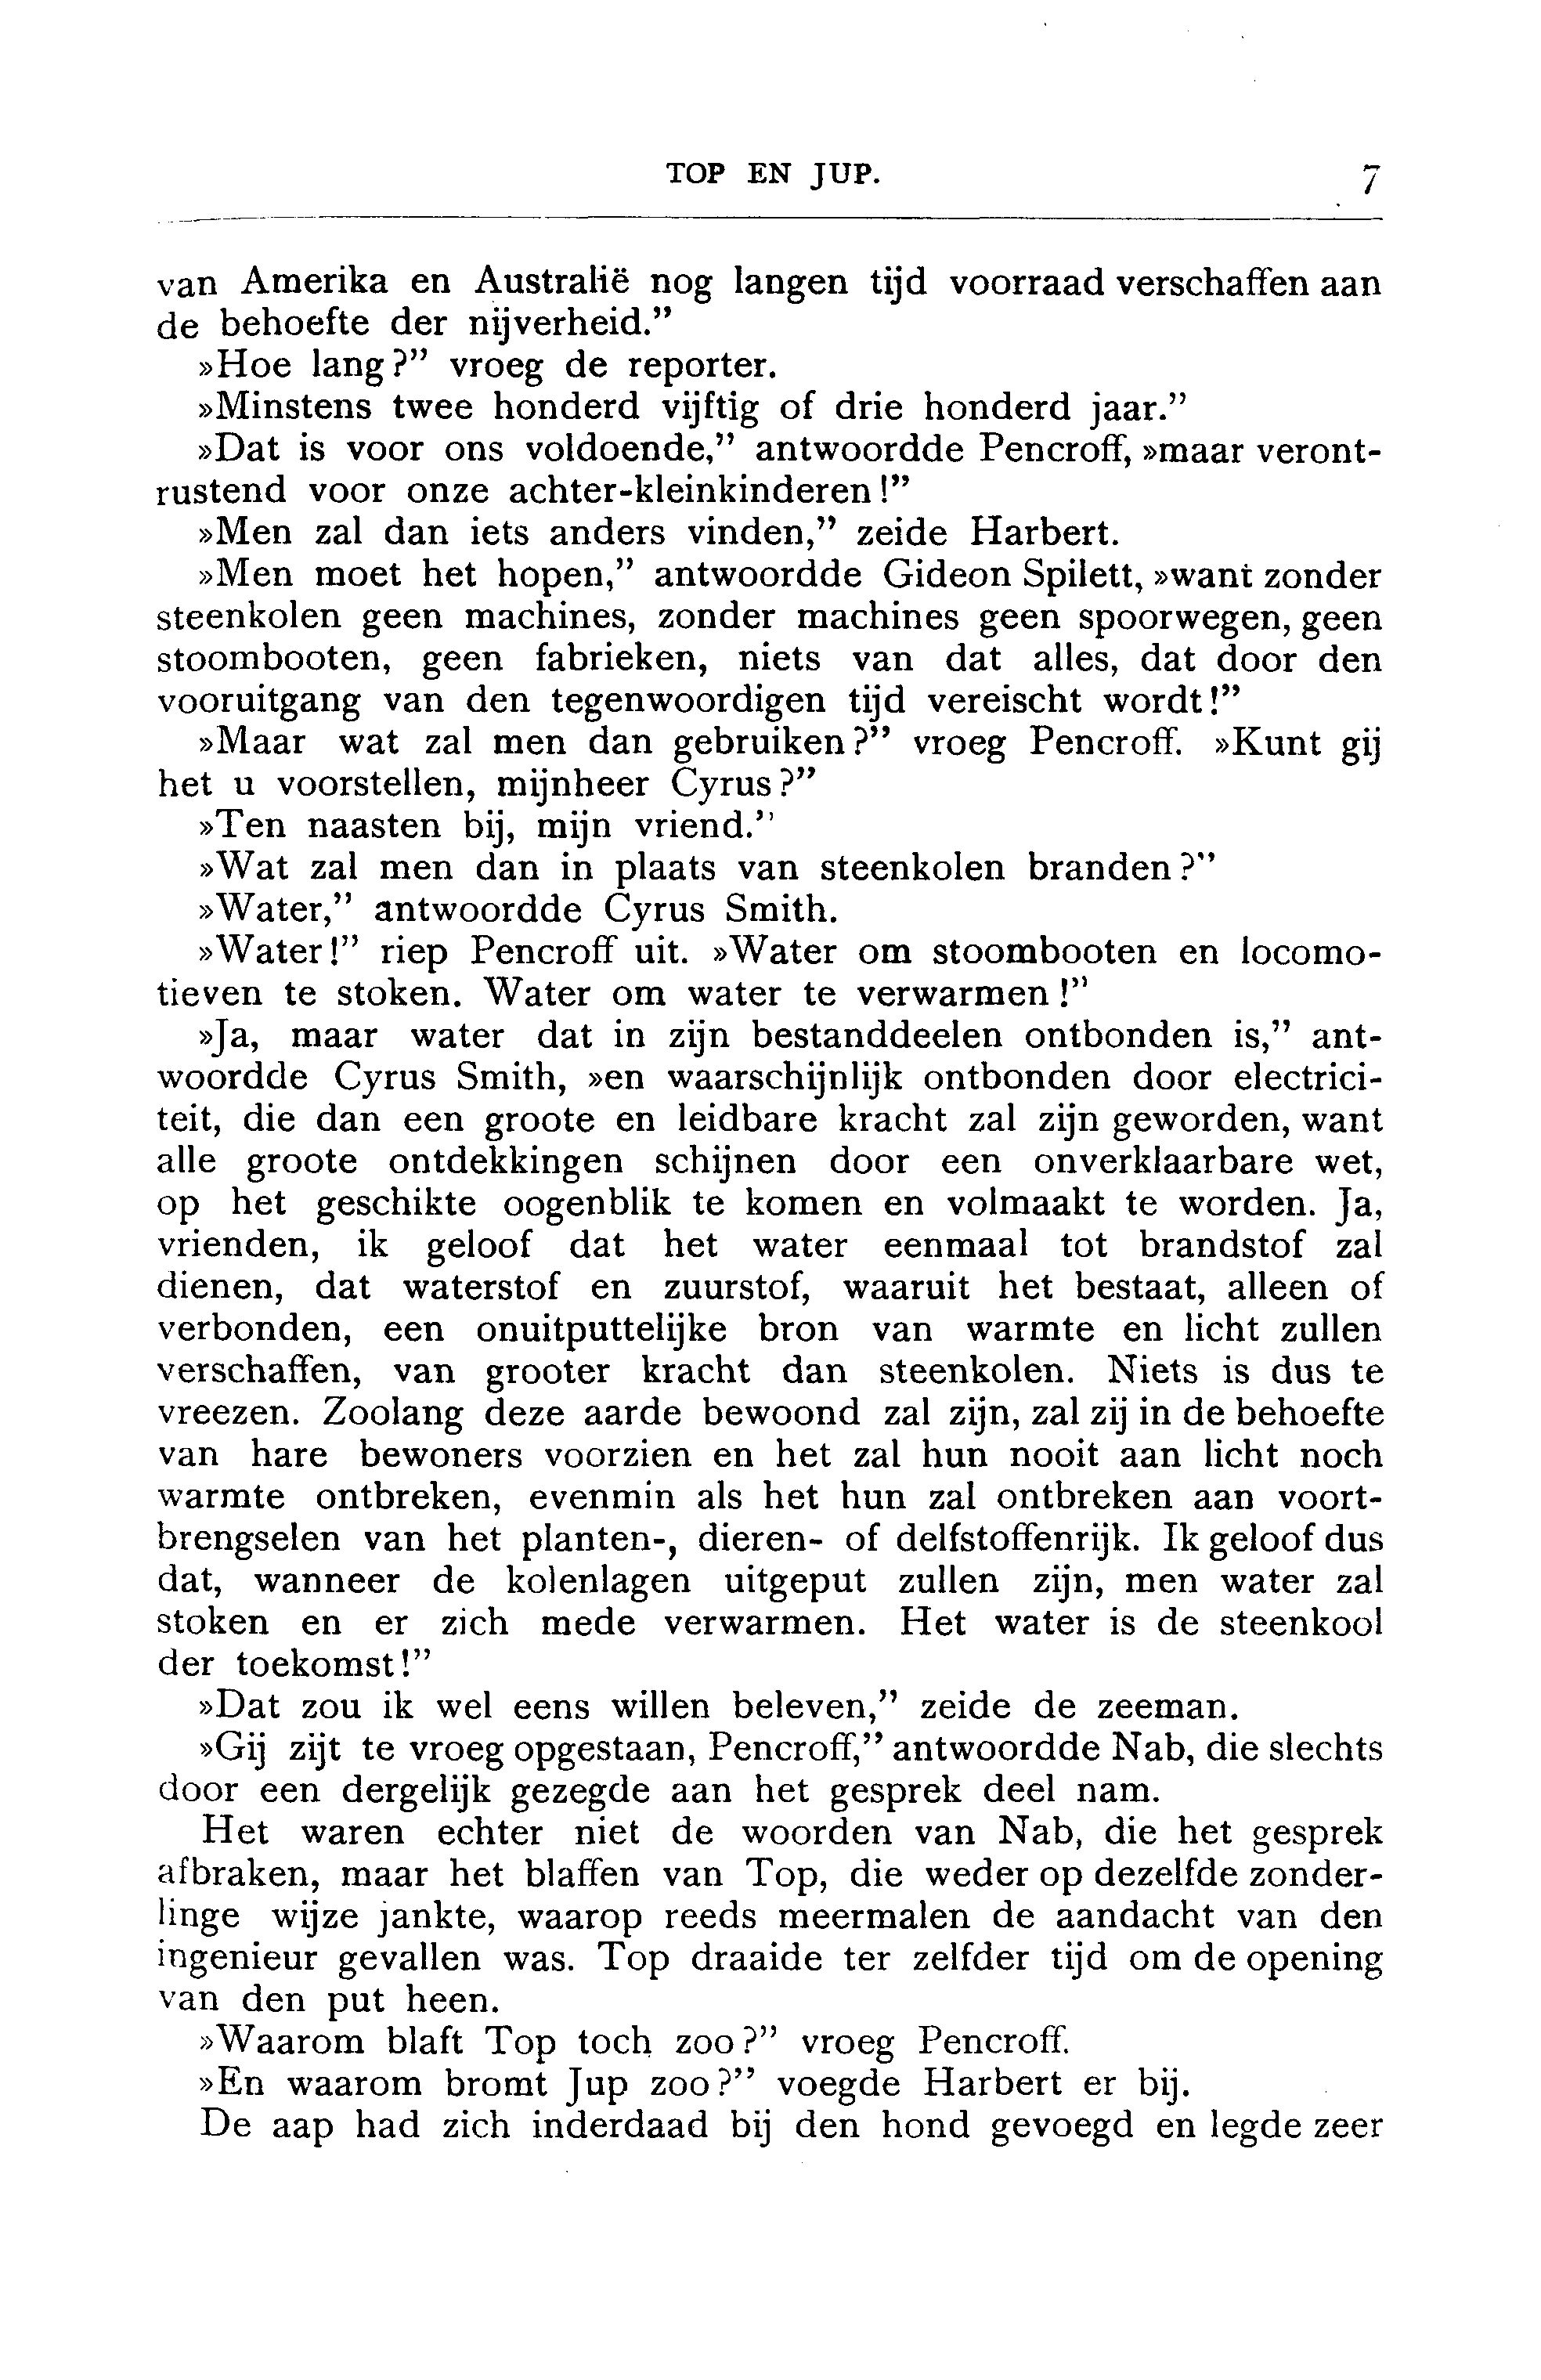 TOP EN JUP. 7
van Amerika en Australië nog langen tijd voorraad verschaffen aan
de behoefte der nijverheid.”
»Hoe lang?” vroeg de reporter.
»Minstens twee honderd vijftig of drie honderd jaar.”
»Dat is voor ons voldoende,” antwoordde Pencroff, »maar veront-
rustend voor onze achter-kleinkinderen!”
»Men zal dan iets anders vinden,” zeide Harbert.
»Men moet het hopen,” antwoordde Gideon Spilett, »want zonder
steenkolen geen machines, zonder machines geen spoorwegen, geen
stoombooten, geen fabrieken, niets van dat alles, dat door den
vooruitgang van den tegenwoordigen tijd vereischt wordt!”
»Maar wat zal men dan gebruiken?” vroeg Pencroff. »Kunt gij
het u voorstellen, mijnheer Cyrus?”
»Ten naasten bij, mijn vriend.”
»Wat zal men dan in plaats van steenkolen branden?”
»Water,” antwoordde Cyrus Smith.
»Water!” riep Pencroff uit. »Water om stoombooten en locomo-
tieven te stoken. Water om water te verwarmen!”
»Ja, maar water dat in zijn bestanddeelen ontbonden is,” ant-
woordde Cyrus Smith, »en waarschijnlijk ontbonden door electrici-
teit, die dan een groote en leidbare kracht zal zijn geworden, want
alle groote ontdekkingen schijnen door een onverklaarbare wet,
op het geschikte oogenblik te komen en volmaakt te worden. Ja,
vrienden, ik geloof dat het water eenmaal tot brandstof zal
dienen, dat waterstof en zuurstof, waaruit het bestaat, alleen of
verbonden, een onuitputtelijke bron van warmte en licht zullen
verschaffen, van grooter kracht dan steenkolen. Niets is dus te
vreezen. Zoolang deze aarde bewoond zal zijn, zal zij in de behoefte
van hare bewoners voorzien en het zal hun nooit aan licht noch
warmte ontbreken, evenmin als het hun zal ontbreken aan voort-
brengselen van het planten-, dieren- of delfstoffenrijk. Ik geloof dus
dat, wanneer de kolenlagen uitgeput zullen zijn, men water zal
stoken en er zich mede verwarmen. Het water is de steenkool
der toekomst!”
»Dat zou ik wel eens willen beleven,” zeide de zeeman.
»Gij zijt te vroeg opgestaan, Pencroff,” antwoordde Nab, die slechts
door een dergelijk gezegde aan het gesprek deel nam.
Het waren echter niet de woorden van Nab, die het gesprek
afbraken, maar het blaffen van Top, die weder op dezelfde zonder-
linge wijze jankte, waarop reeds meermalen de aandacht van den
ingenieur gevallen was. Top draaide ter zelfder tijd om de opening
van den put heen.
»Waarom blaft Top toch zoo?” vroeg Pencroff.
»En waarom bromt Jup zoo?” voegde Harbert er bij.
De aap had zich inderdaad bij den hond gevoegd en legde zeer